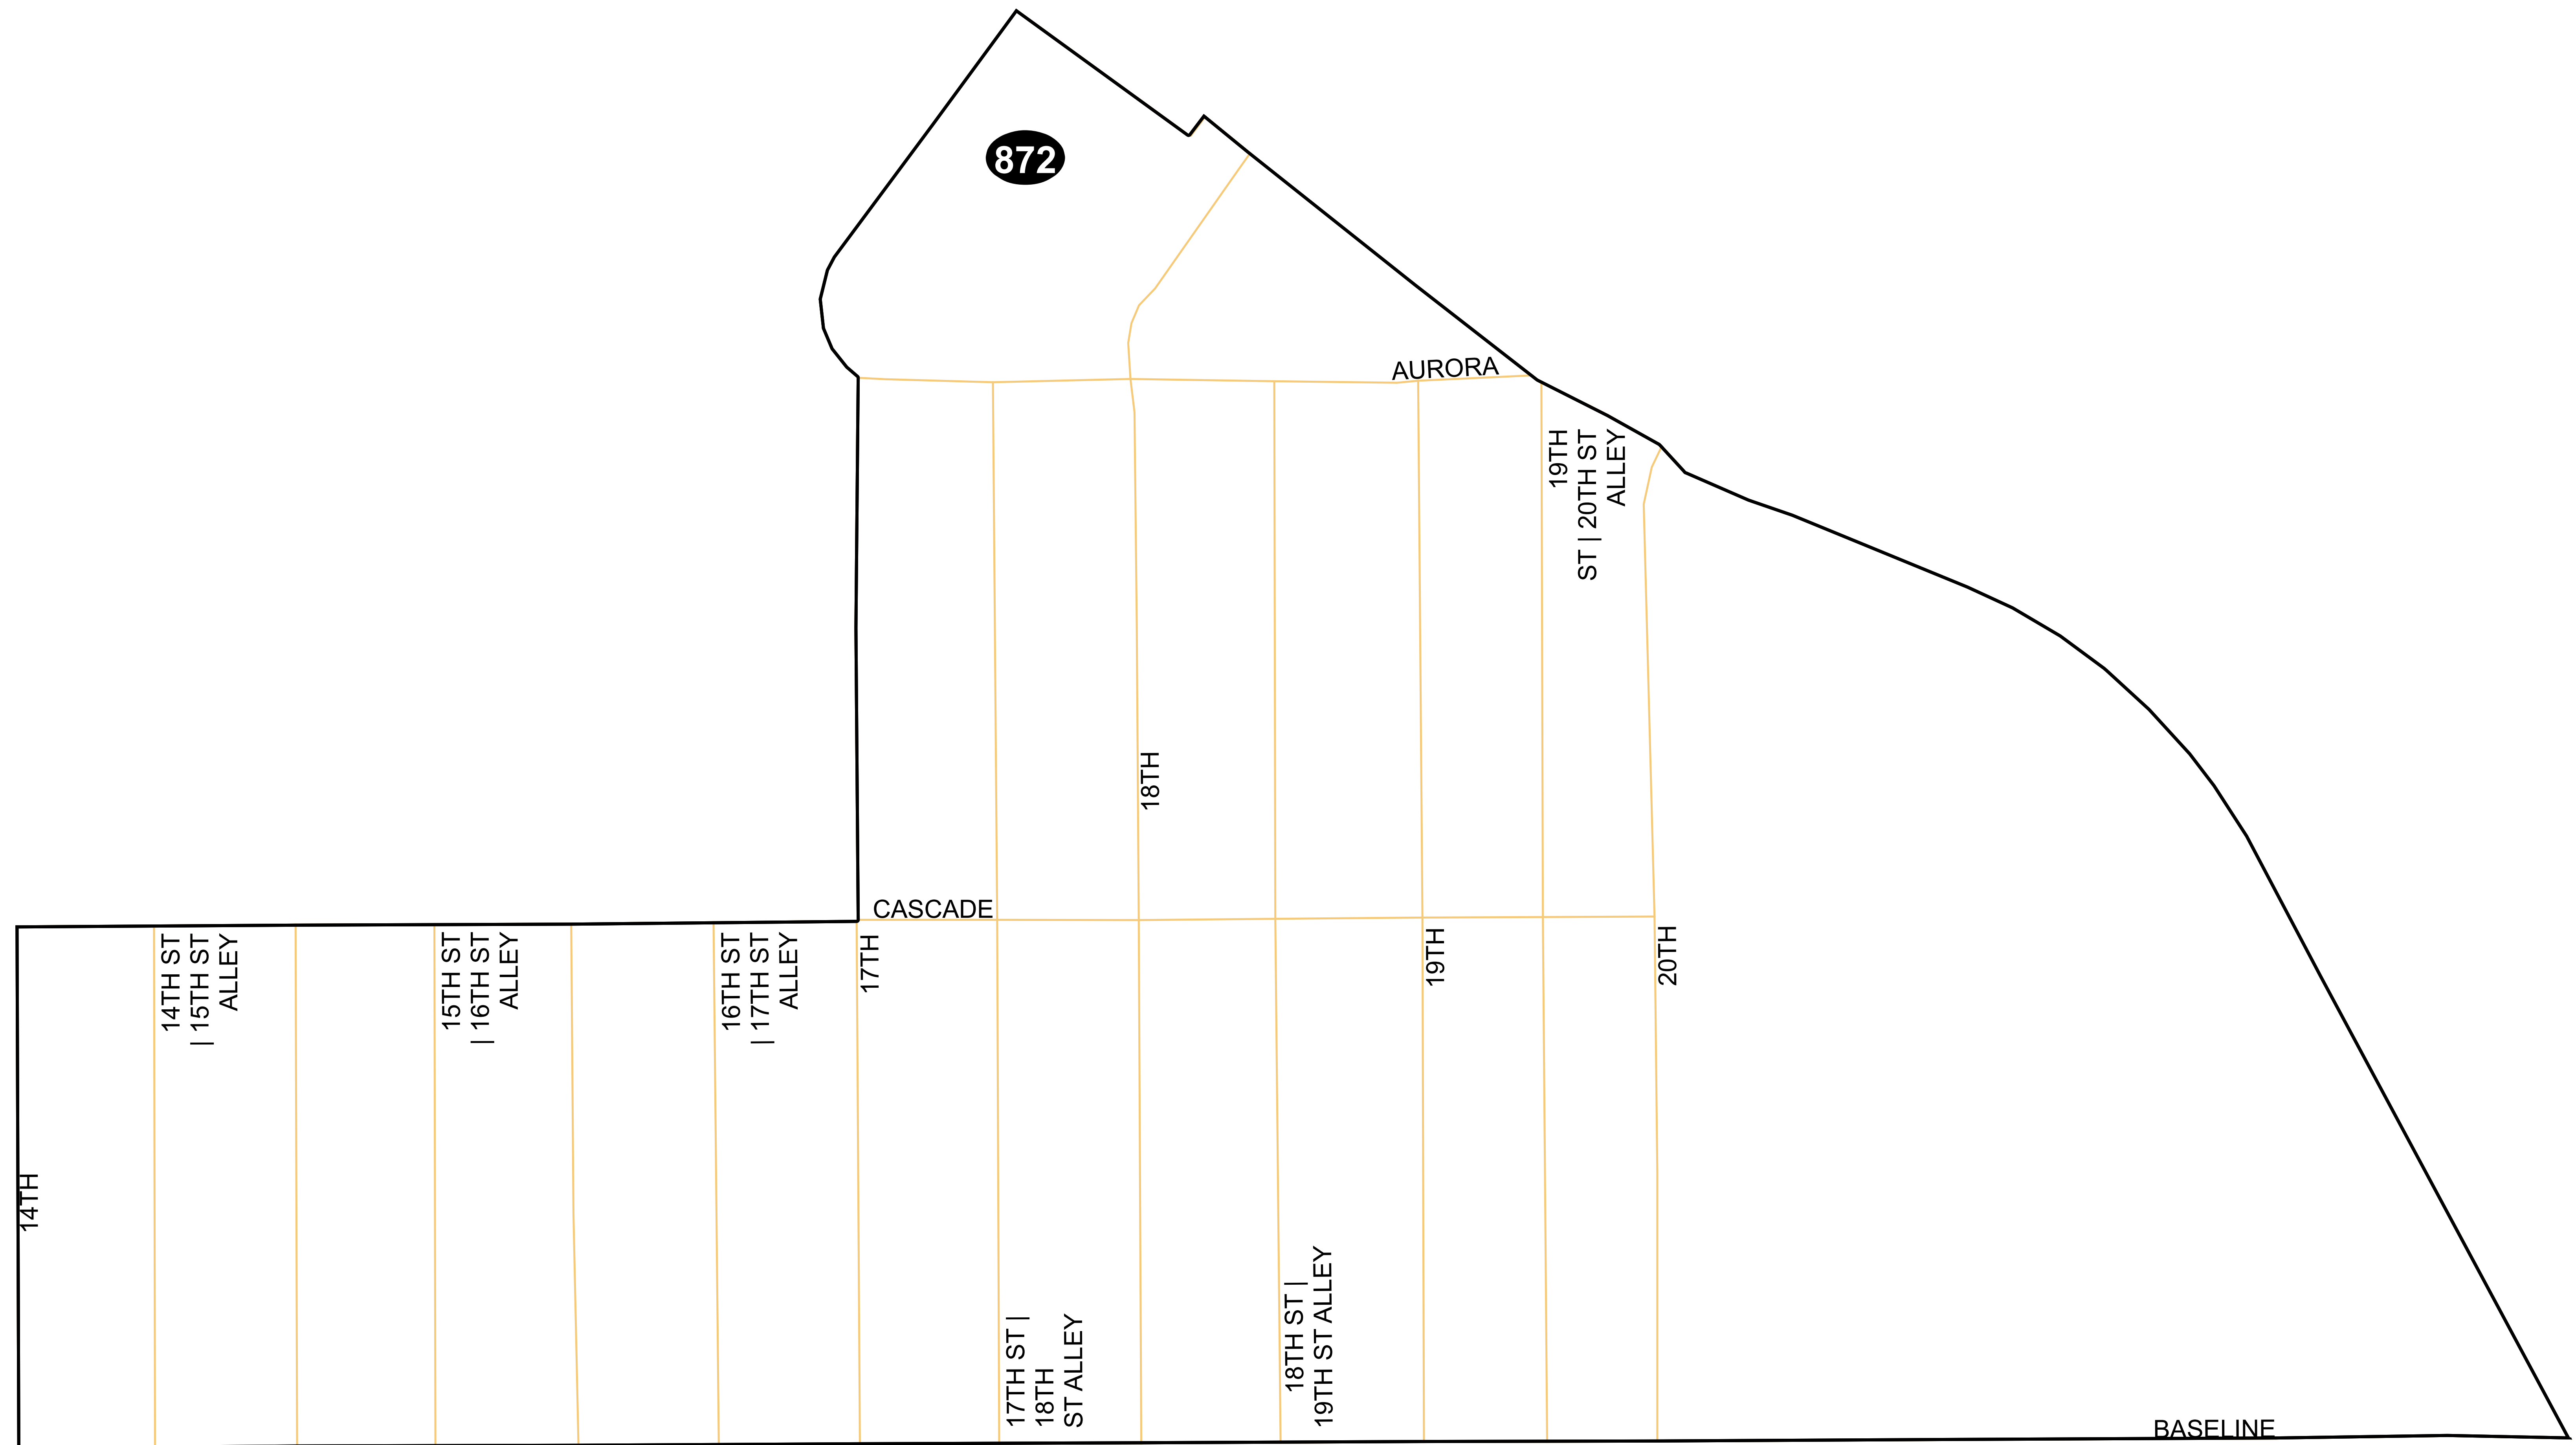 872
AURORA
19TH
ST | 20TH ST
ALLEY
18TH
CASCADE
14TH ST
| 15TH ST
ALLEY
15TH ST
| 16TH ST
ALLEY
16TH ST
| 17TH ST
ALLEY
17TH
19TH
20TH
14TH
17TH ST |
18TH
ST ALLEY
18TH ST |
19TH ST ALLEY
BASELINE